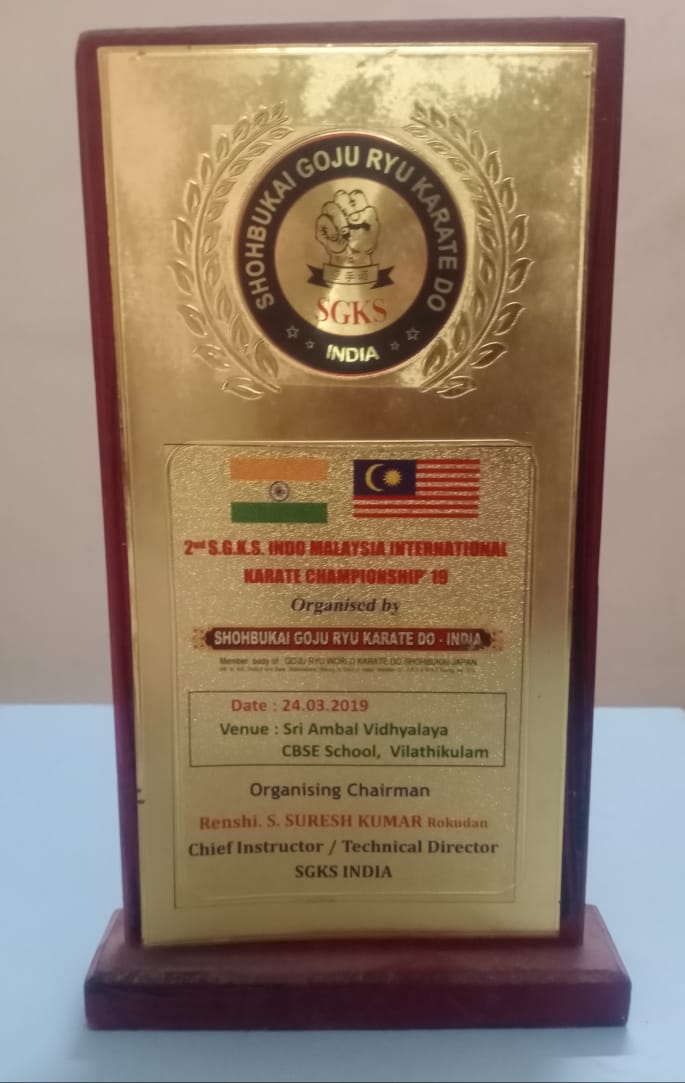 SHOHBUKAI GOJU RYU KARATE DO
SGKS
INDIA
2nd S.G.K.S. INDO MALAYSIA INTERNATIONAL
KARATE CHAMPIONSHIP' 19
Organised by
SHOHBUKAI GOJU RYU KARATE DO - INDIA
Member body of : GOJU RYU WORLD KARATE DO-SHOHBUKAI-JAPAN
Date : 24.03.2019
Venue : Sri Ambal Vidhyalaya
CBSE School, Vilathikulam
Organising Chairman
Renshi. S. SURESH KUMAR Rokudan
Chief Instructor / Technical Director
SGKS INDIA